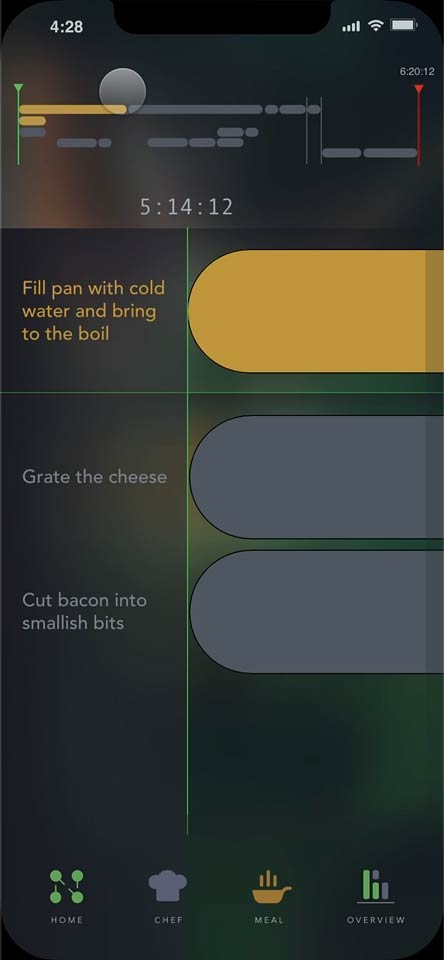 4:28
6:20:12
5:14:12
Fill pan with cold
water and bring
to the boil
Grate the cheese
Cut bacon into
smallish bits
HOME
CHEF
MEAL
OVERVIEW